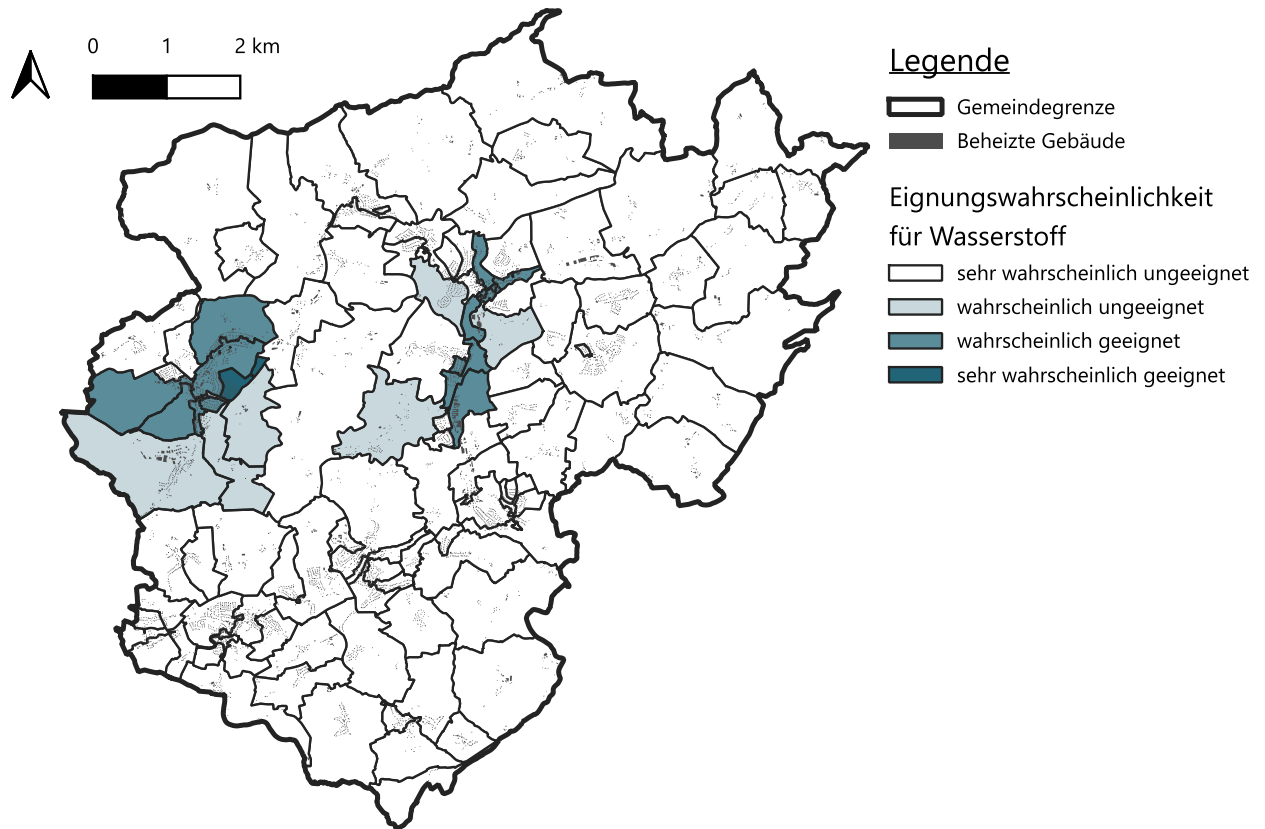 0 1 2 km
Legende
Gemeindegrenze
Beheizte Gebäude
Eignungswahrscheinlichkeit
für Wasserstoff
sehr wahrscheinlich ungeeignet
wahrscheinlich ungeeignet
wahrscheinlich geeignet
sehr wahrscheinlich geeignet